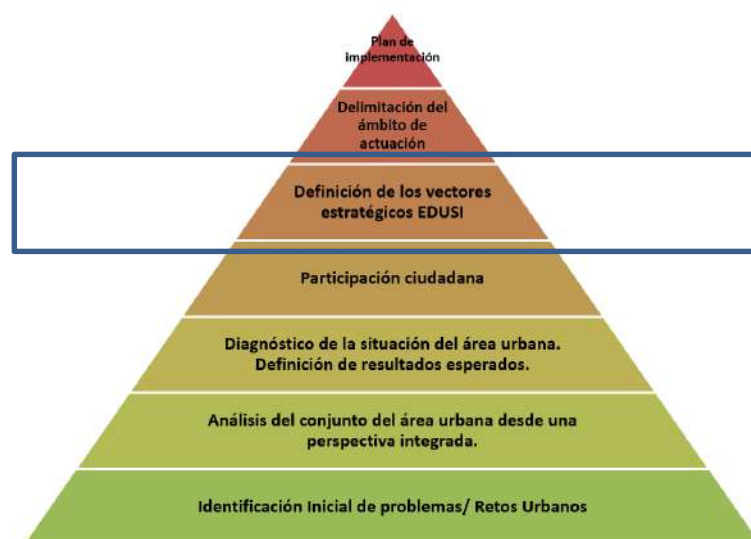 Plan de
implementación
Delimitación del
ámbito de
actuación
Definición de los vectores
estratégicos EDUSI
Participación ciudadana
Diagnóstico de la situación del área urbana.
Definición de resultados esperados.
Análisis del conjunto del área urbana desde una
perspectiva integrada.
Identificación Inicial de problemas/ Retos Urbanos